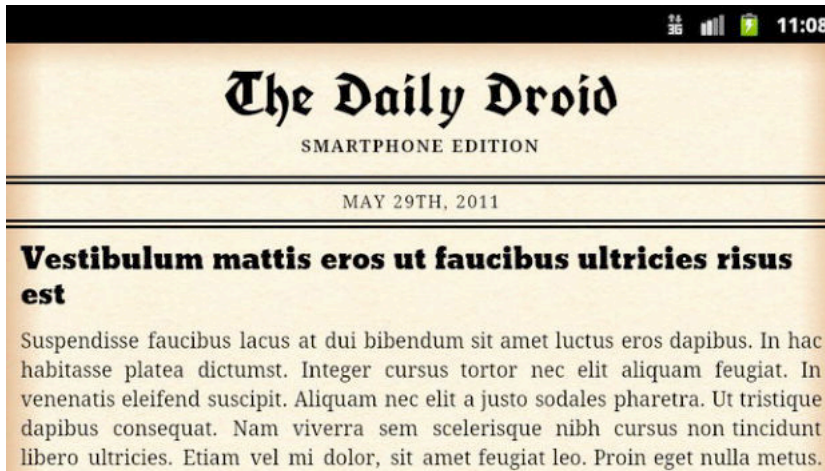 3G 11:08
The Daily Droid
SMARTPHONE EDITION
MAY 29TH, 2011
Vestibulum mattis eros ut faucibus ultricies risus
est
Suspendisse faucibus lacus at dui bibendum sit amet luctus eros dapibus. In hac
habitasse platea dictumst. Integer cursus tortor nec elit aliquam feugiat. In
venenatis eleifend suscipit. Aliquam nec elit a justo sodales pharetra. Ut tristique
dapibus consequat. Nam viverra sem scelerisque nibh cursus non tincidunt
libero ultricies. Etiam vel mi dolor, sit amet feugiat leo. Proin eget nulla metus.